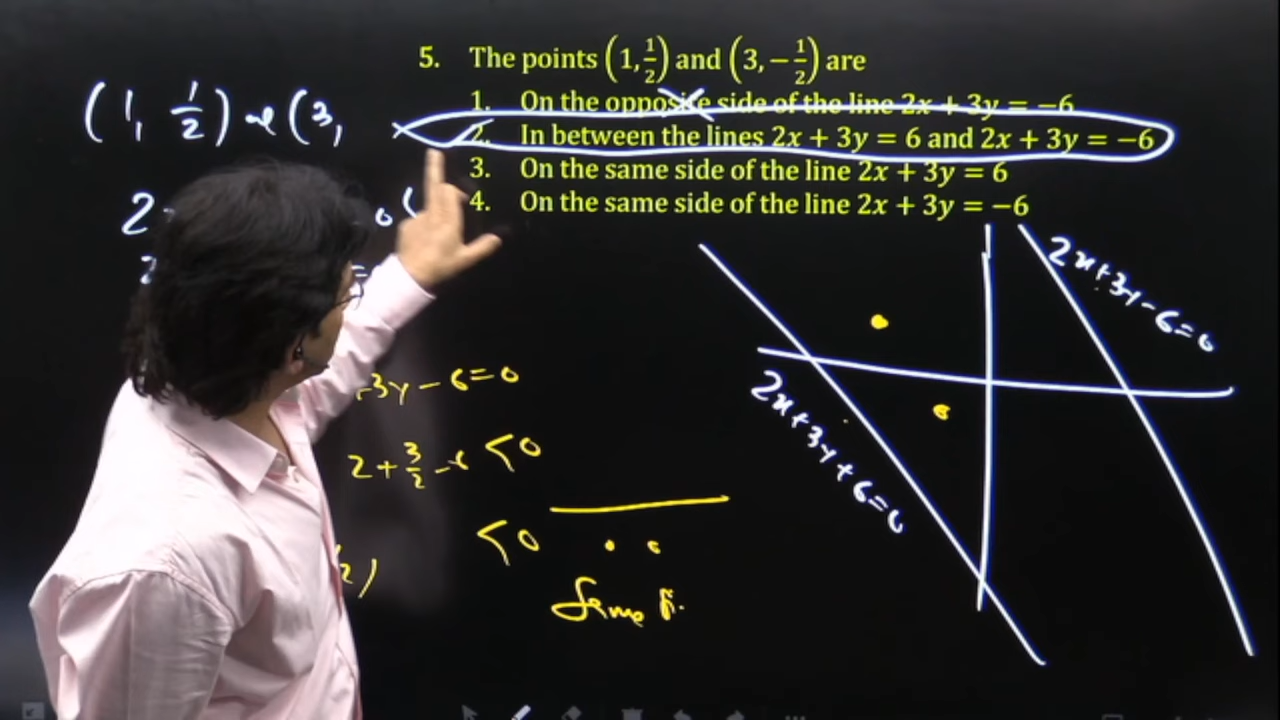 5. The points (1, 1/2) and (3, −1/2) are
1. On the opposite side of the line 2x + 3y = −6
2. In between the lines 2x + 3y = 6 and 2x + 3y = −6
3. On the same side of the line 2x + 3y = 6
4. On the same side of the line 2x + 3y = −6
(1, 1/2) (3,
2x+3y-6=0
2x+3y+6=0
+3y-6=0
2+3/2-6 <0
<0
Same